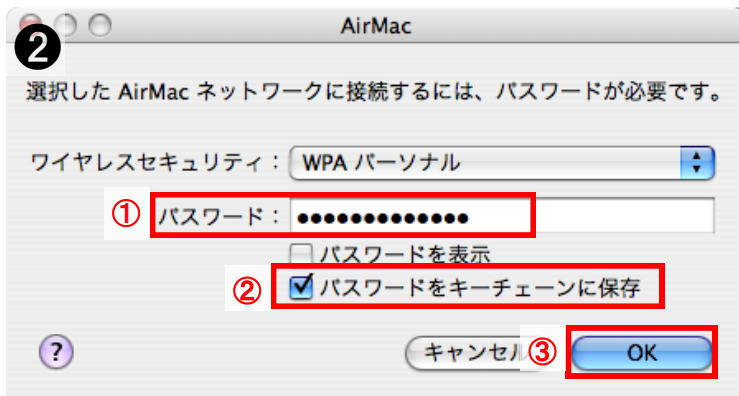 ❷
AirMac
選択した AirMac ネットワークに接続するには、パスワードが必要です。
ワイヤレスセキュリティ： WPA パーソナル
① パスワード： •••••••••••••
パスワードを表示
② パスワードをキーチェーンに保存
? キャンセル ③ OK